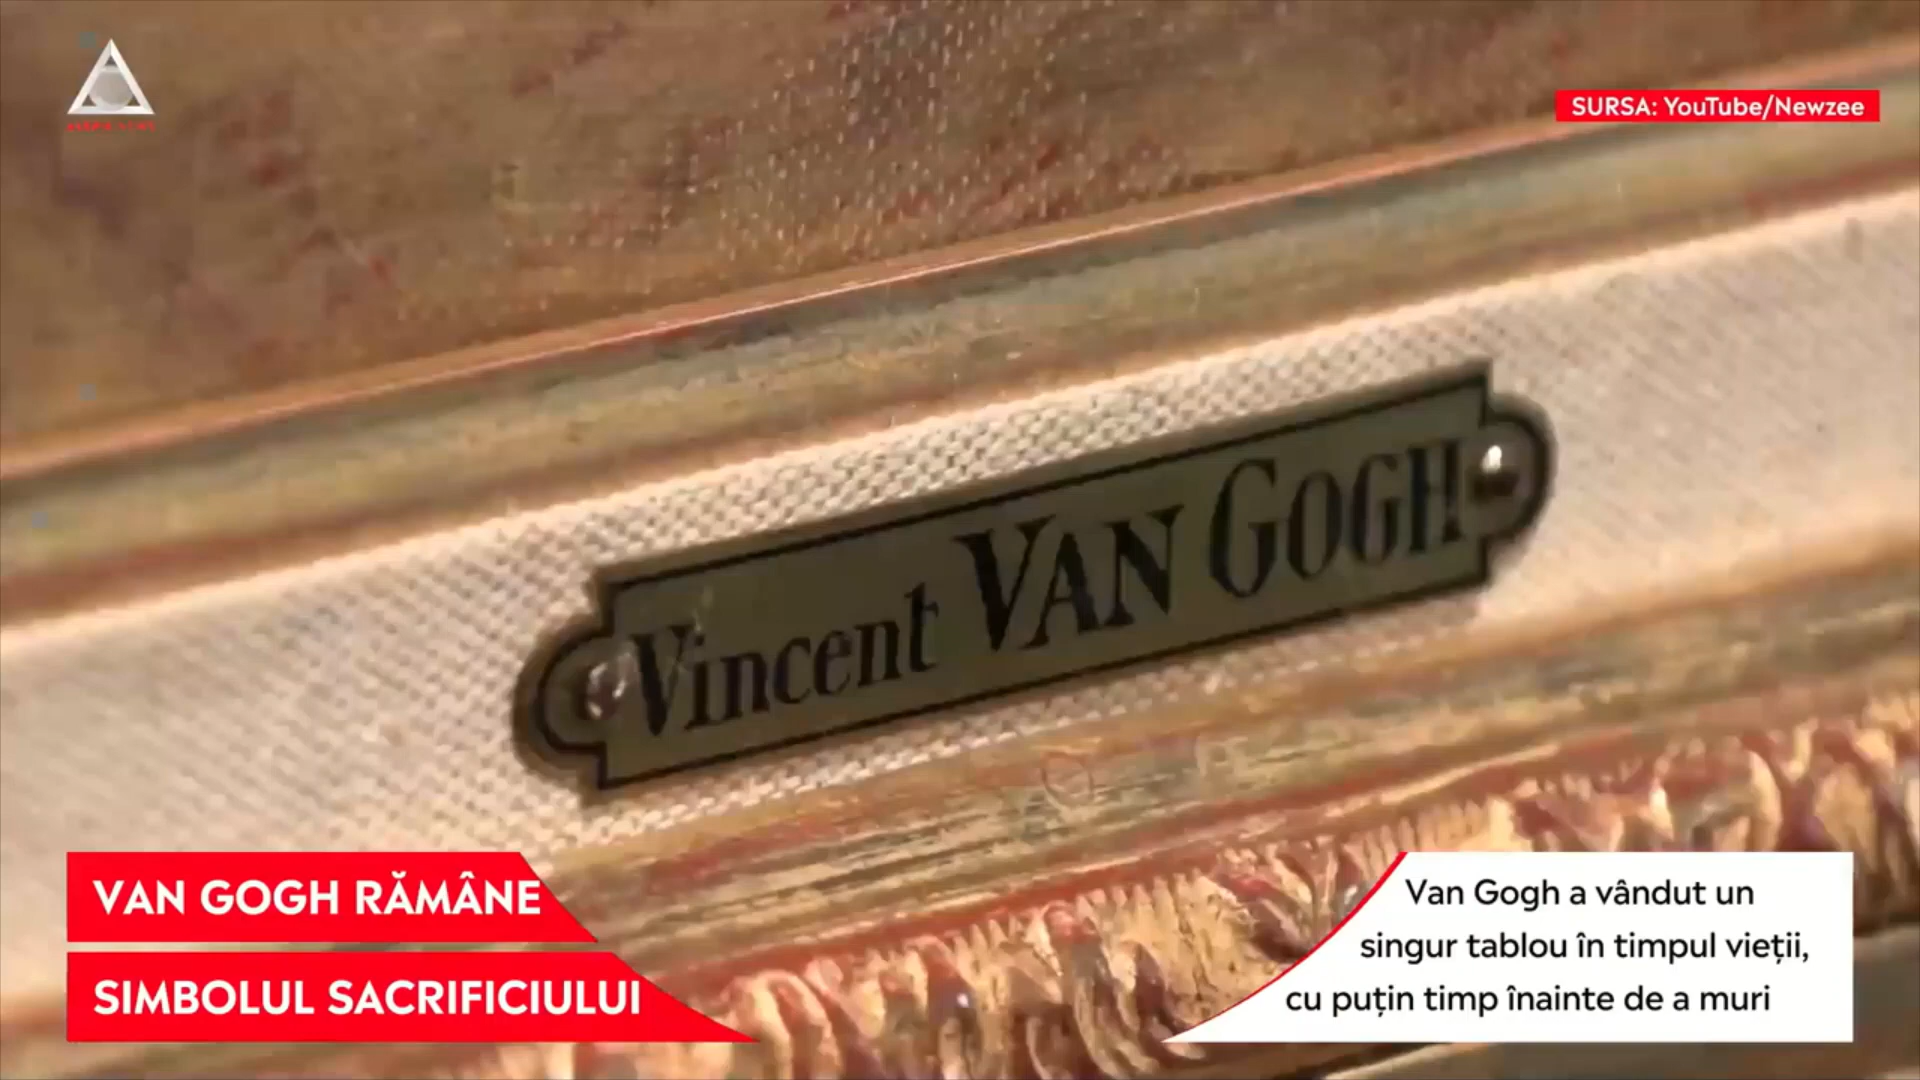 SURSA: YouTube/Newzee
Vincent VAN GOGH
VAN GOGH RĂMÂNE
SIMBOLUL SACRIFICIULUI
Van Gogh a vândut un
singur tablou în timpul vieții,
cu puțin timp înainte de a muri